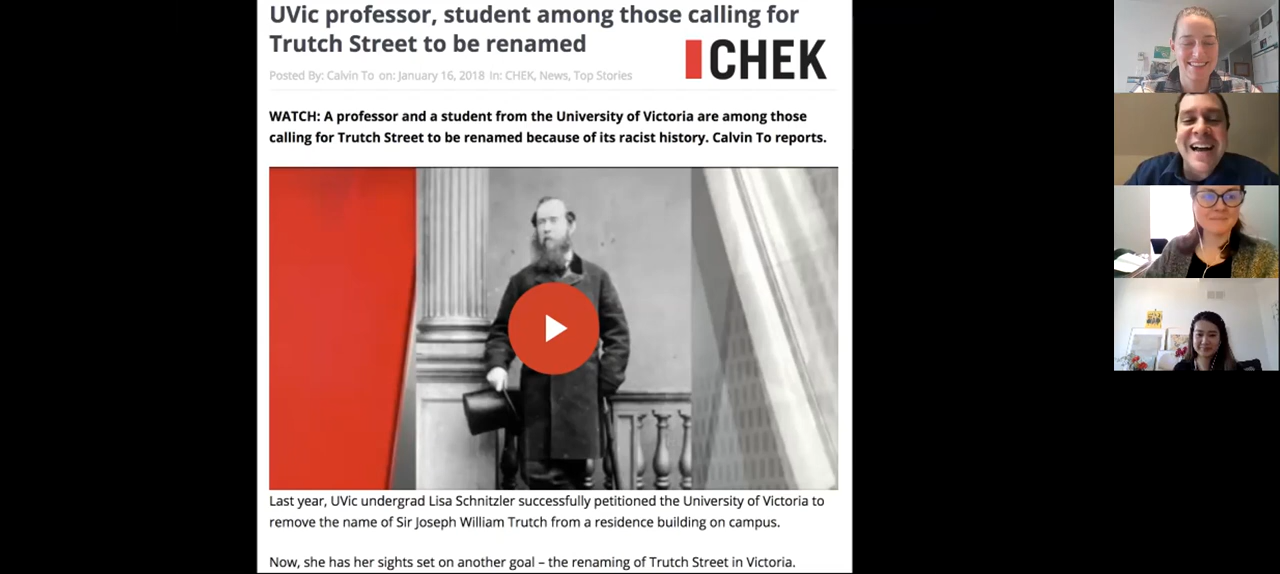 UVic professor, student among those calling for
Trutch Street to be renamed
CHEK
Posted By: Calvin To on: January 16, 2018 In: CHEK, News, Top Stories
WATCH: A professor and a student from the University of Victoria are among those
calling for Trutch Street to be renamed because of its racist history. Calvin To reports.
Last year, UVic undergrad Lisa Schnitzler successfully petitioned the University of Victoria to
remove the name of Sir Joseph William Trutch from a residence building on campus.
Now, she has her sights set on another goal – the renaming of Trutch Street in Victoria.